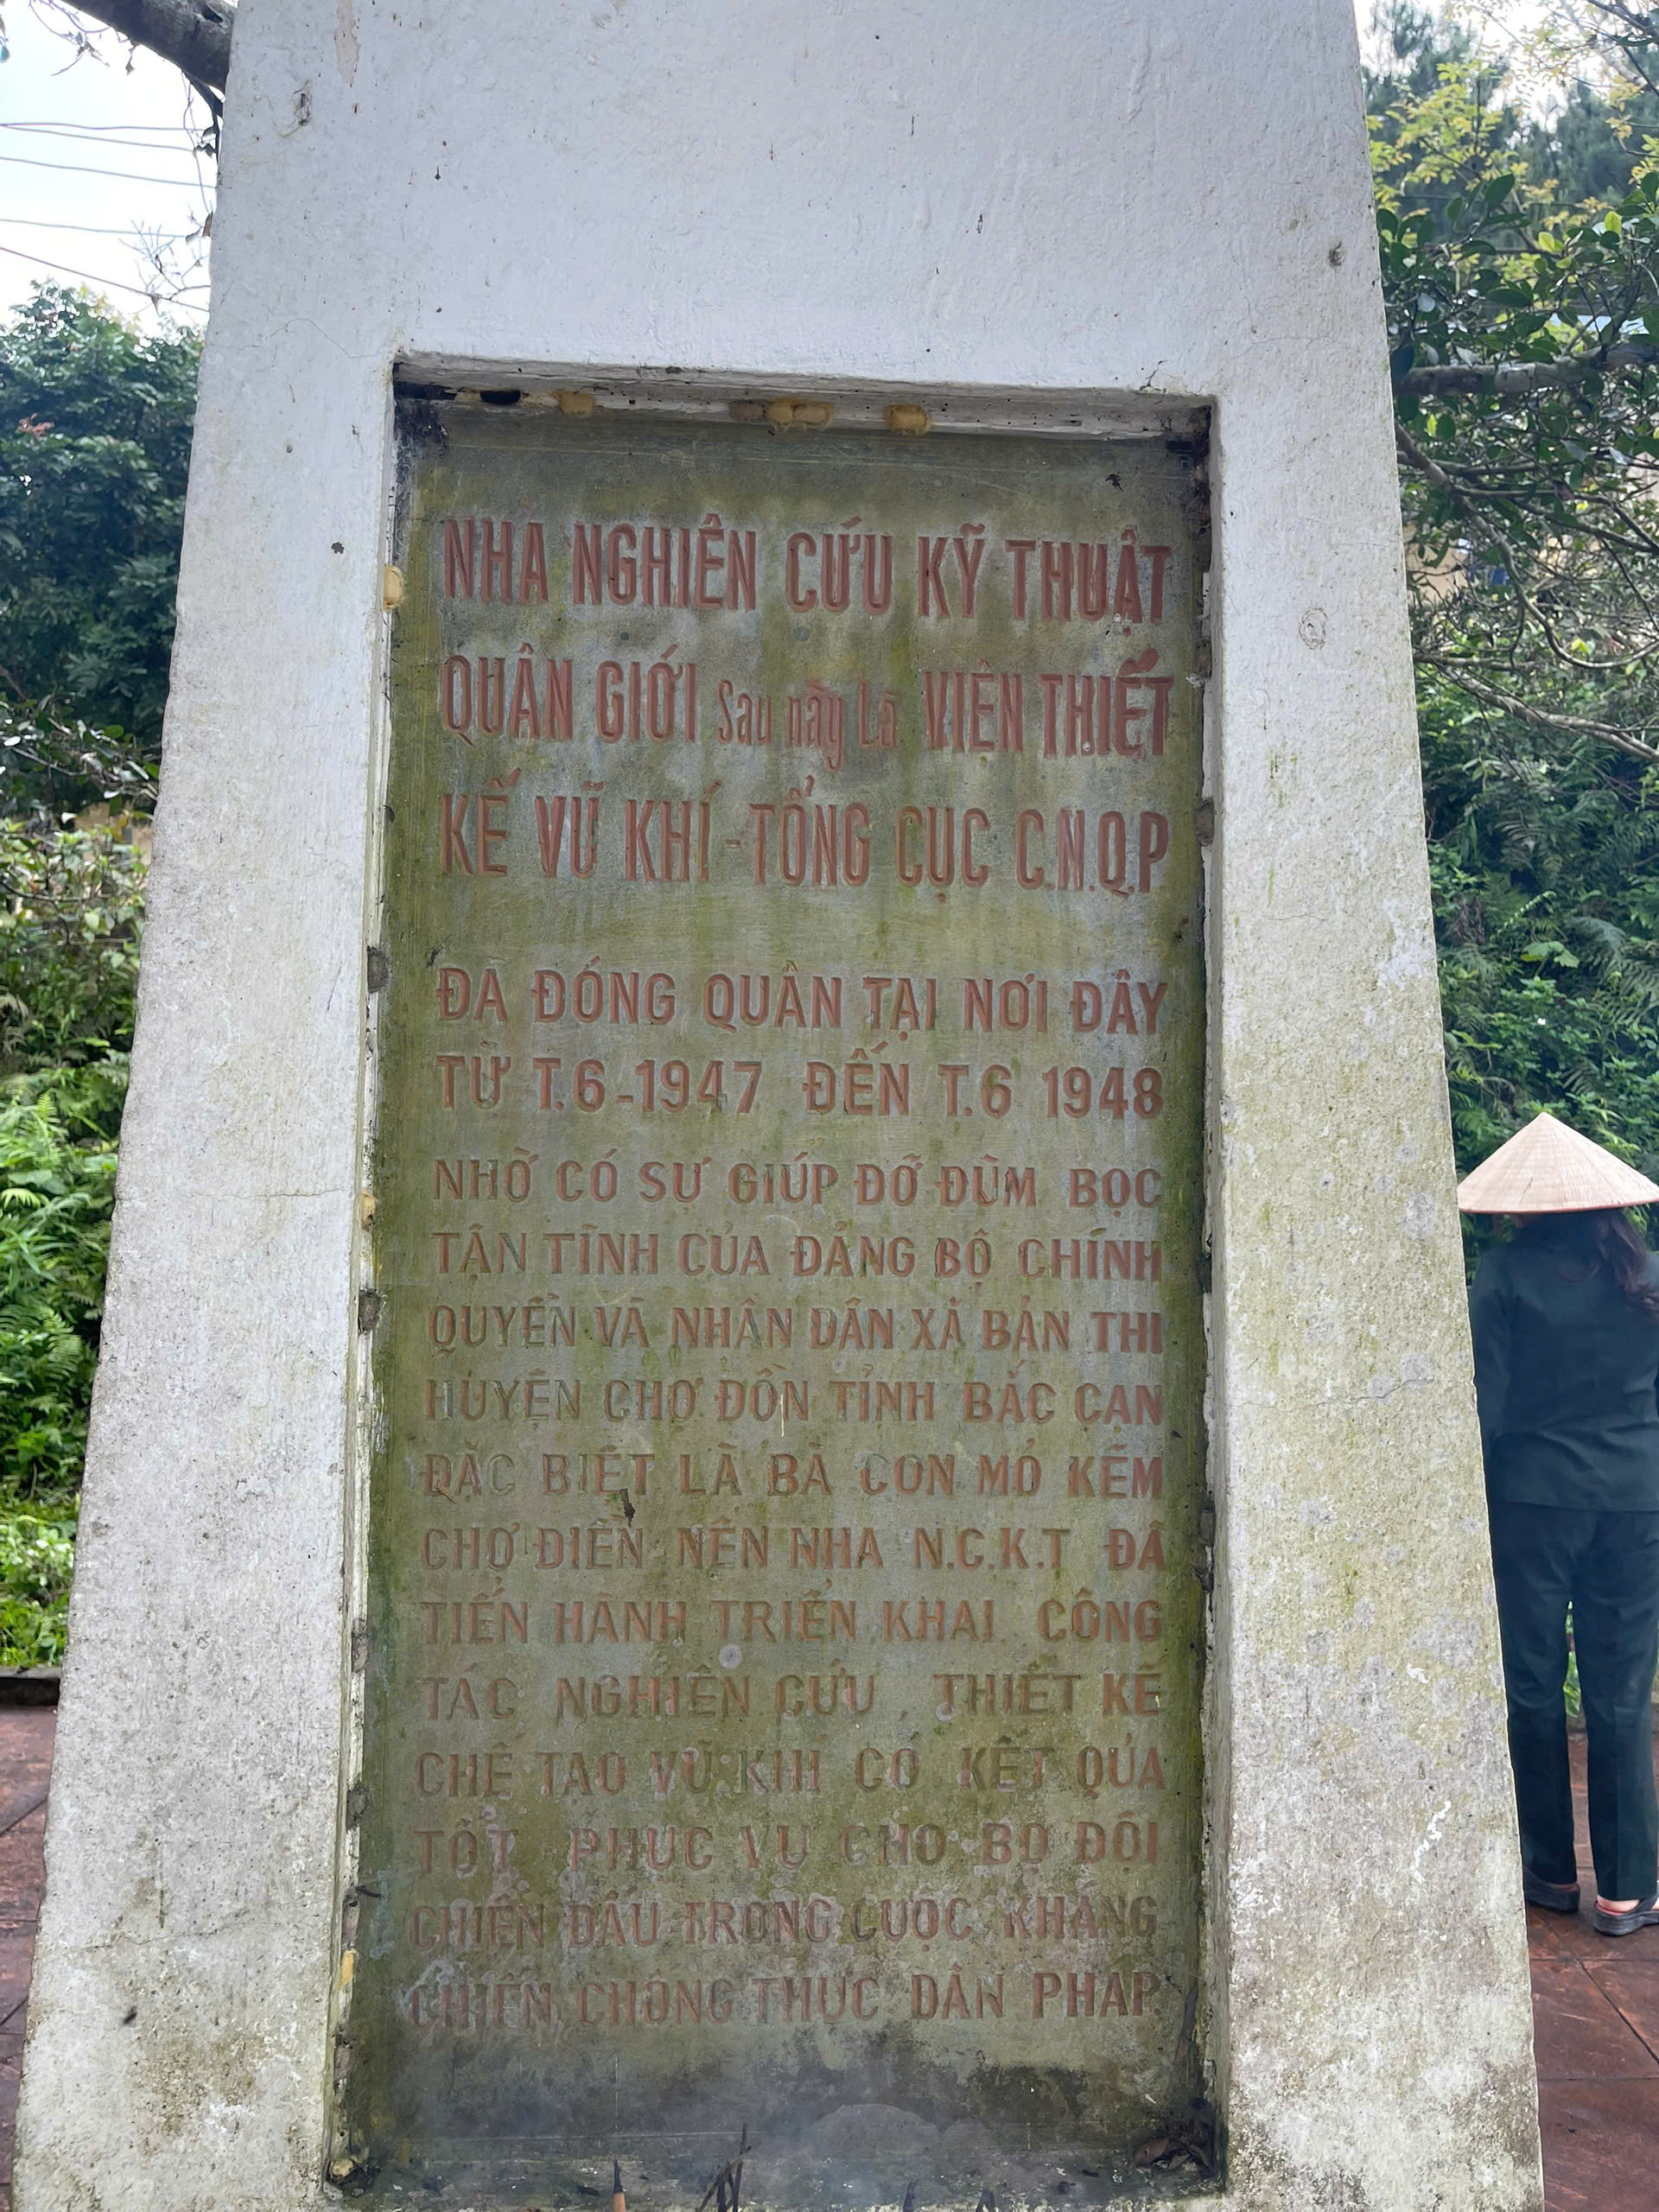 NHA NGHIÊN CỨU KỸ THUẬT
QUÂN GIỚI Sau này Là VIỆN THIẾT
KẾ VŨ KHÍ - TỔNG CỤC C.N.Q.P
ĐÃ ĐÓNG QUÂN TẠI NƠI ĐÂY
TỪ T.6-1947 ĐẾN T.6 1948
NHỜ CÓ SỰ GIÚP ĐỠ ĐÙM BỌC
TẬN TÌNH CỦA ĐẢNG BỘ CHÍNH
QUYỀN VÀ NHÂN DÂN XÃ BẢN THI
HUYỆN CHỢ ĐỒN TỈNH BẮC CẠN
ĐẶC BIỆT LÀ BÀ CON MỎ KẼM
CHỢ ĐIỀN NÊN NHA N.C.K.T ĐÃ
TIẾN HÀNH TRIỂN KHAI CÔNG
TÁC NGHIÊN CỨU, THIẾT KẾ
CHẾ TẠO VŨ KHÍ CÓ KẾT QỦA
TỐT PHỤC VỤ CHO BỘ ĐỘI
CHIẾN ĐẤU TRONG CUỘC KHÁNG
CHIẾN CHỐNG THỰC DÂN PHÁP.